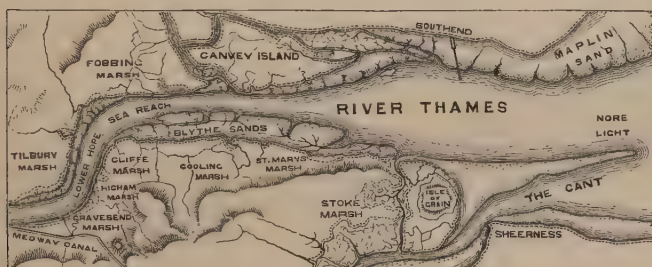 SOUTHEND
MAPLIN
SAND
FOBBING
MARSH
CANVEY ISLAND
SEA REACH
RIVER THAMES
NORE
LIGHT
BLYTHE SANDS
LOWER HOPE
TILBURY
MARSH
CLIFFE
MARSH
COOLING
MARSH
ST. MARYS
MARSH
HIGHAM
MARSH
GRAVESEND
MARSH
MEDWAY CANAL
STOKE
MARSH
ISLE
OF
GRAIN
THE CANT
SHEERNESS